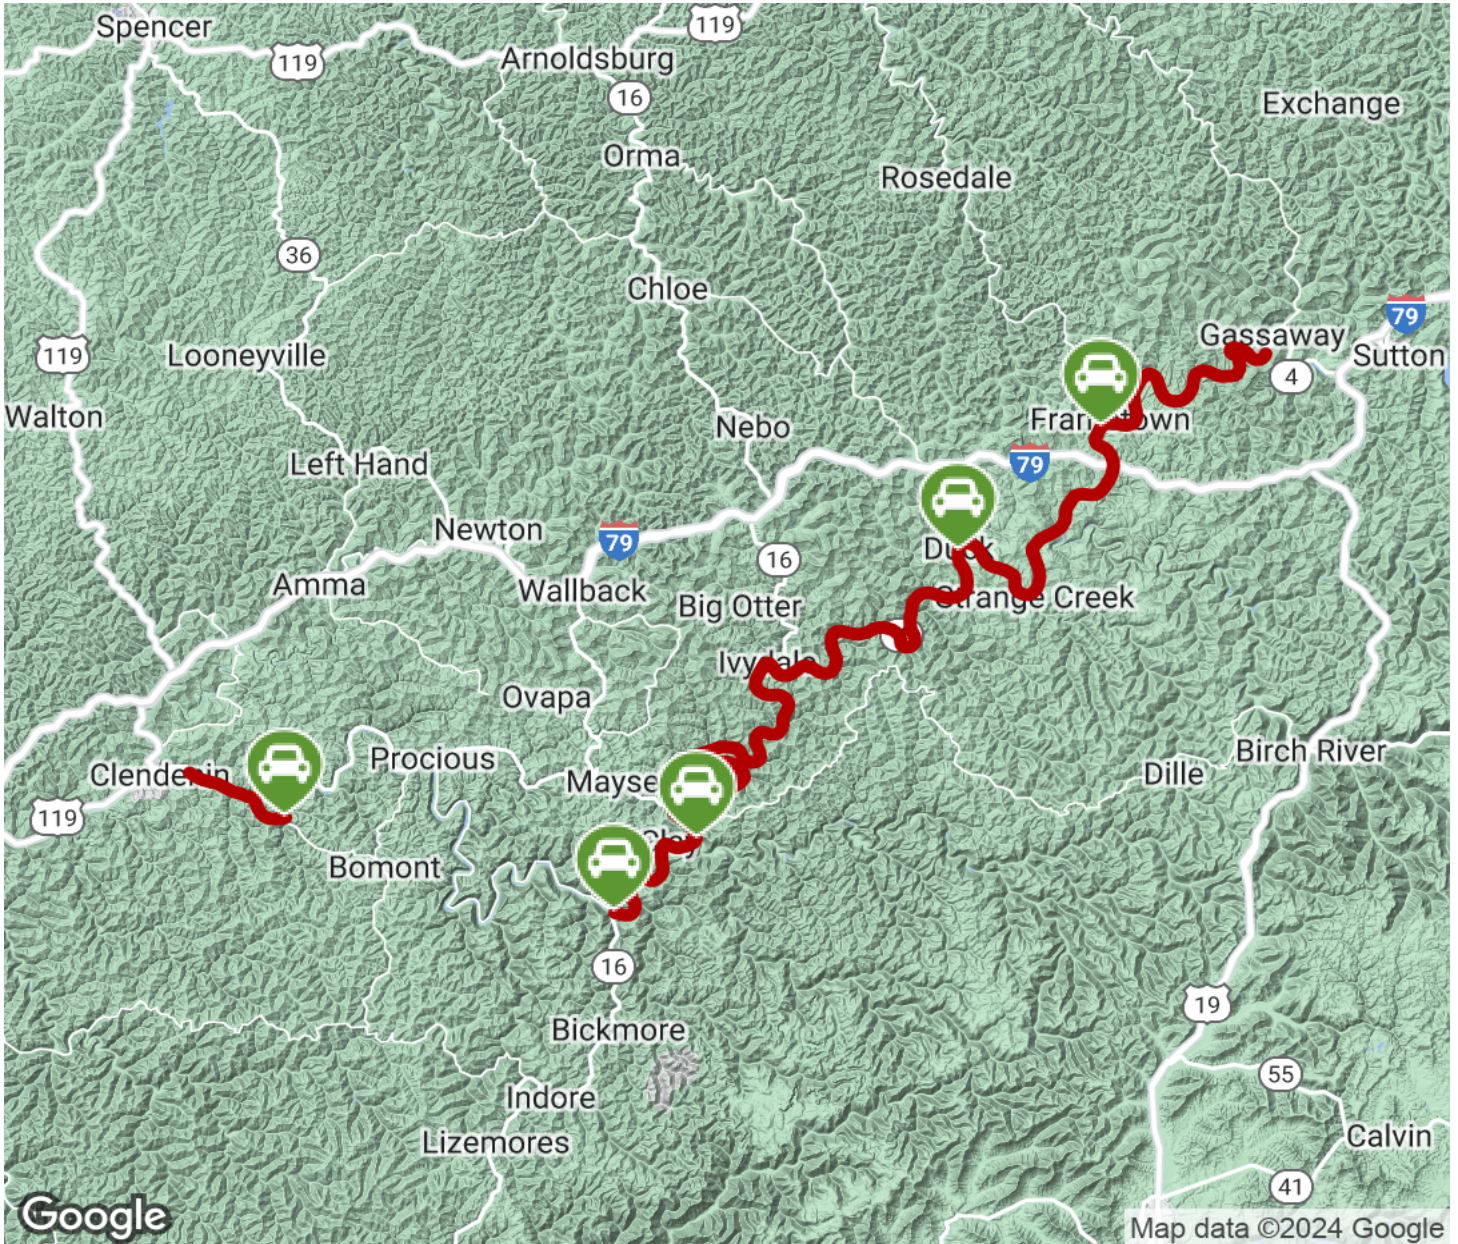 Spencer
119
119
Arnoldsburg
16
Exchange
Orma
Rosedale
36
Chloe
79
Gassaway
119
Looneyville
Sutton
4
Walton
Nebo
Left Hand
79
Newton
79
Duck
16
Amma
Wallback
Big Otter
Strange Creek
Ovapa
Birch River
Procious
Dille
Clendenin
119
Bomont
16
19
Bickmore
55
Indore
Calvin
Lizemores
41
Google
Map data ©2024 Google